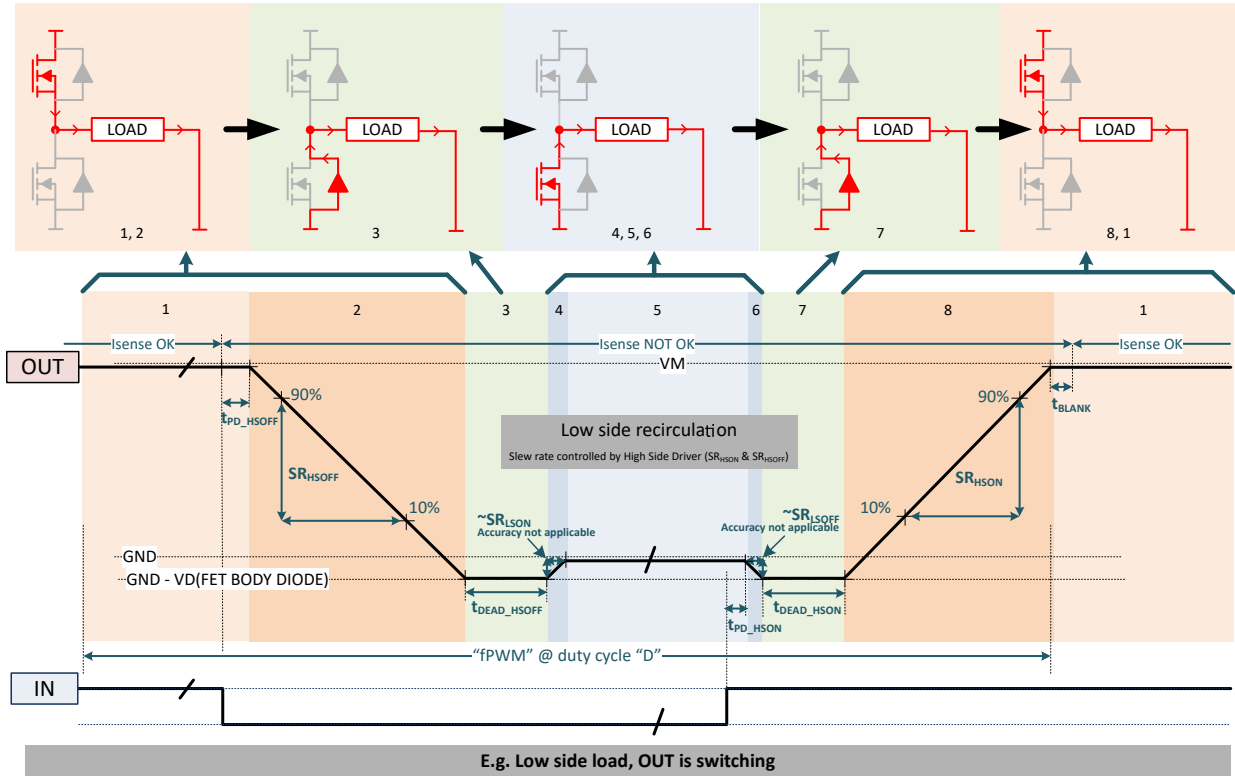 LOAD
LOAD
LOAD
LOAD
LOAD
1, 2
3
4, 5, 6
7
8, 1
1
2
3
4
5
6
7
8
1
Isense OK
Isense NOT OK
Isense OK
OUT
VM
90%
90%
tPD_HSOFF
tBLANK
Low side recirculation
Slew rate controlled by High Side Driver (SRHSON & SRHSOFF)
SRHSOFF
SRHSON
10%
10%
~SRLSON
Accuracy not applicable
~SRLSOFF
Accuracy not applicable
GND
GND - VD(FET BODY DIODE)
tDEAD_HSOFF
tDEAD_HSON
tPD_HSON
“fPWM” @ duty cycle “D”
IN
E.g. Low side load, OUT is switching